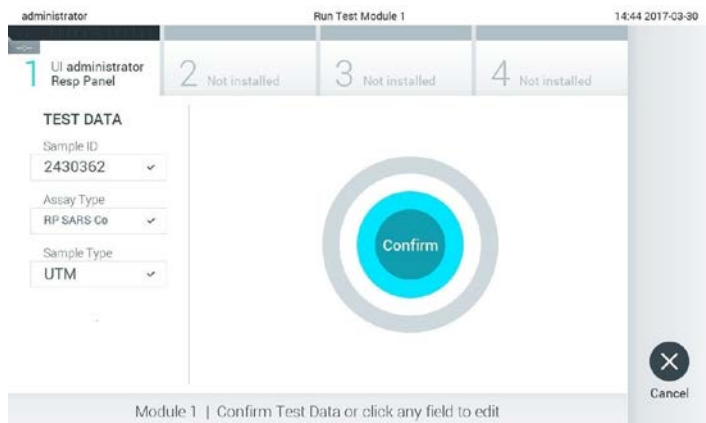 administrator Run Test Module 1 14:44 2017-03-30
1 UI administrator
Resp Panel
2 Not installed
3 Not installed
4 Not installed
TEST DATA
Sample ID
2430362
Assay Type
RP SARS Co
Sample Type
UTM
Confirm
Cancel
Module 1 | Confirm Test Data or click any field to edit